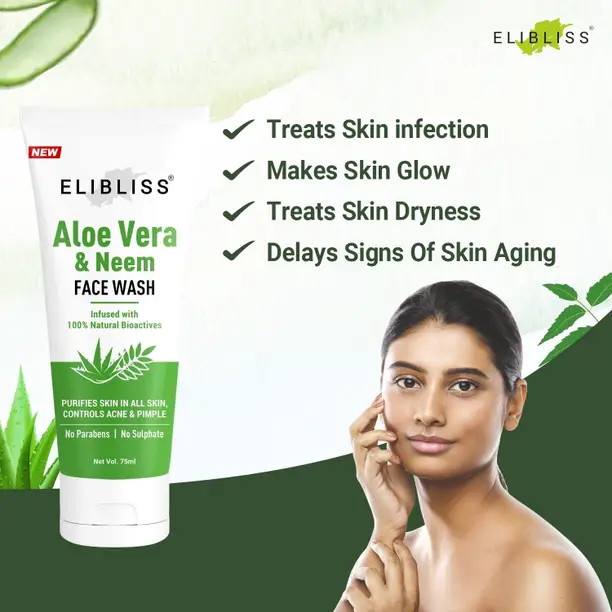 ELIBLISS®
Treats Skin infection
Makes Skin Glow
Treats Skin Dryness
Delays Signs Of Skin Aging
NEW
ELIBLISS®
Aloe Vera
& Neem
FACE WASH
Infused with
100% Natural Bioactives
PURIFIES SKIN IN ALL SKIN,
CONTROLS ACNE & PIMPLE
No Parabens | No Sulphate
Net Vol. 75ml